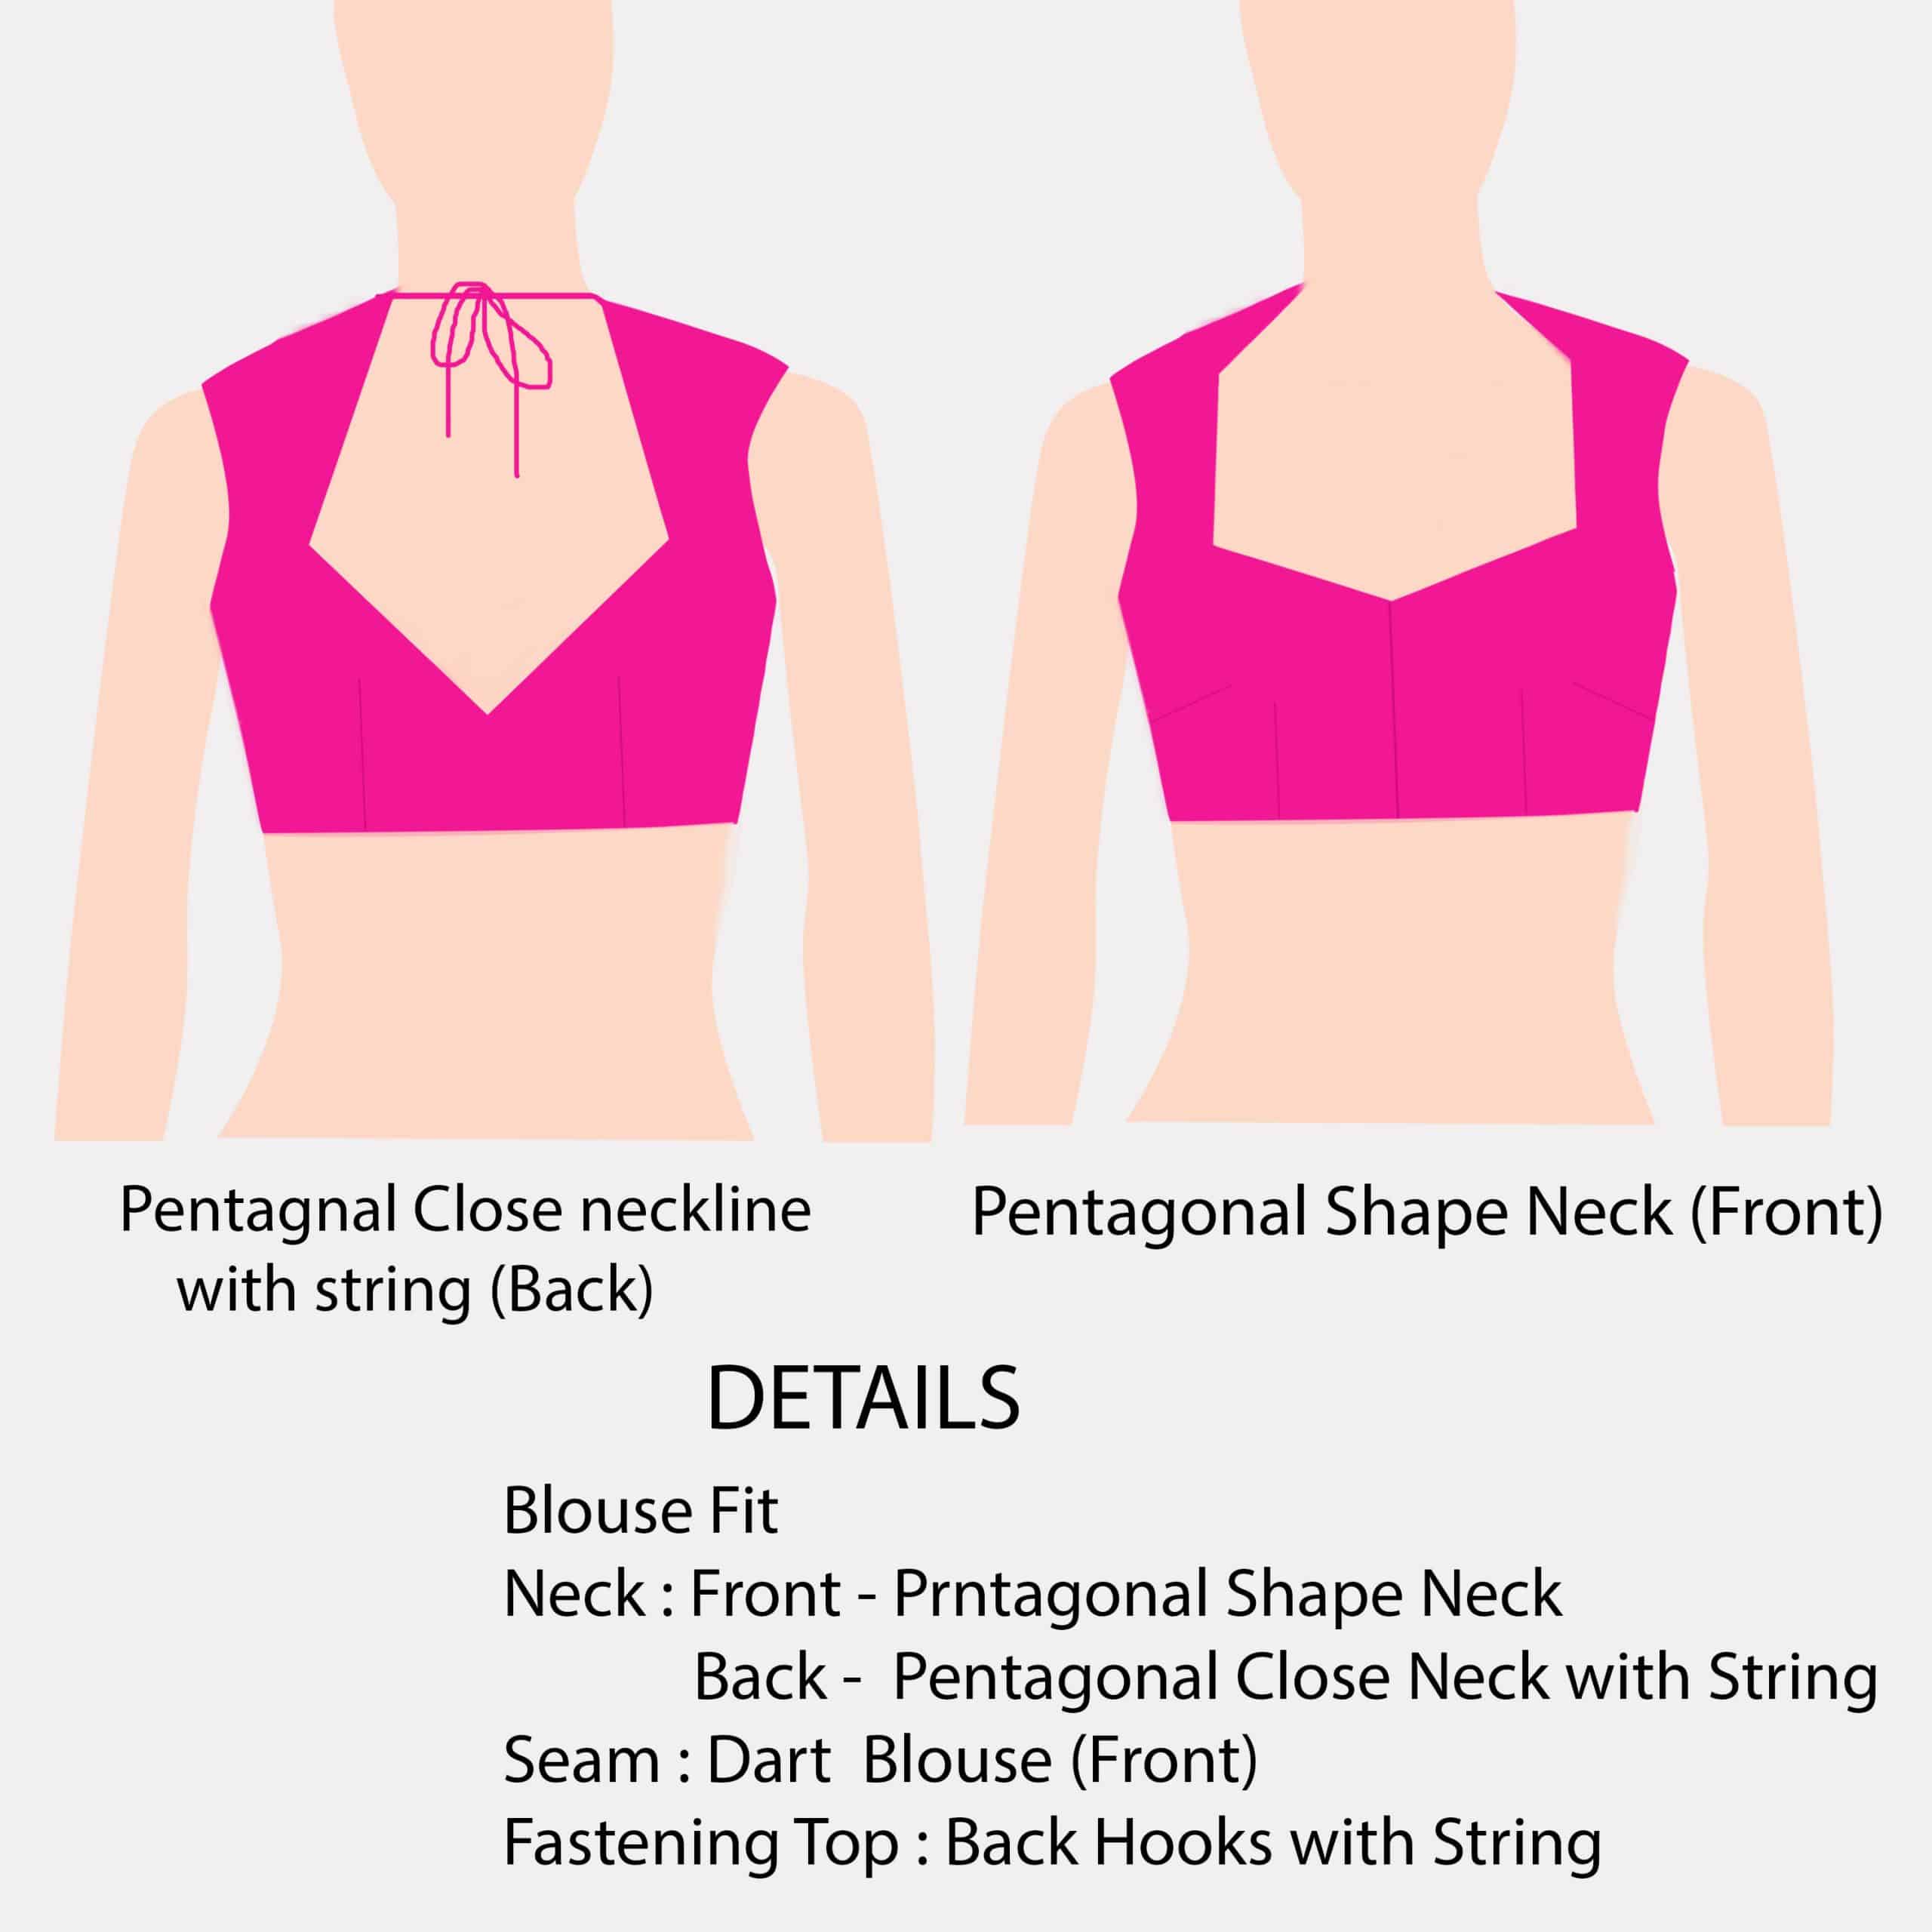 Pentagnal Close neckline
with string (Back)
Pentagonal Shape Neck (Front)
DETAILS
Blouse Fit
Neck : Front - Prntagonal Shape Neck
Back - Pentagonal Close Neck with String
Seam : Dart Blouse (Front)
Fastening Top : Back Hooks with String